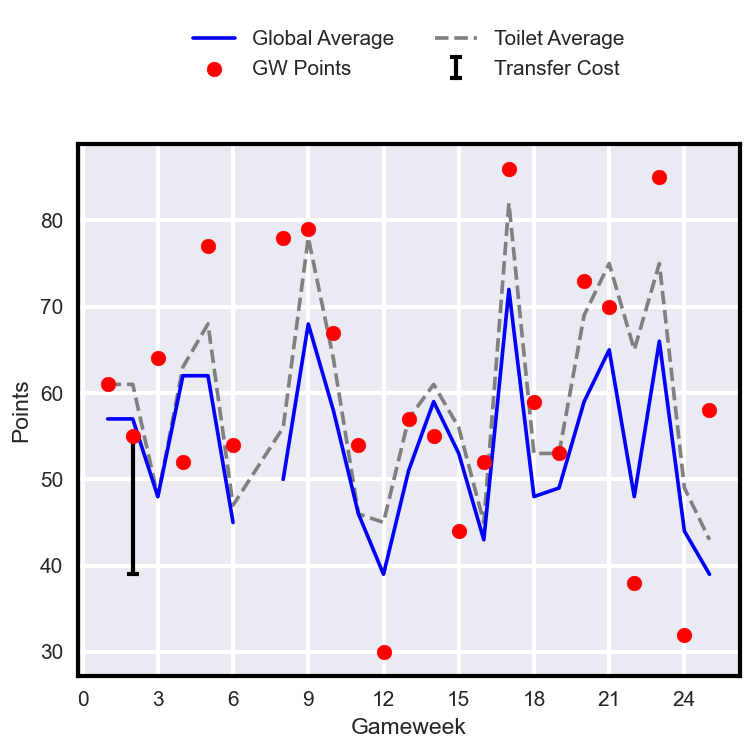 Global Average
Toilet Average
GW Points
Transfer Cost
80
70
60
50
40
30
Points
0 3 6 9 12 15 18 21 24
Gameweek